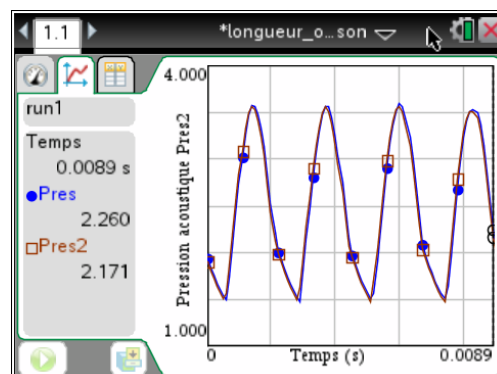 1.1
*longueur_o...son
run1
Temps
0.0089 s
Pres
2.260
Pres2
2.171
4.000
Pression acoustique Pres2
1.000
0
Temps (s)
0.0089